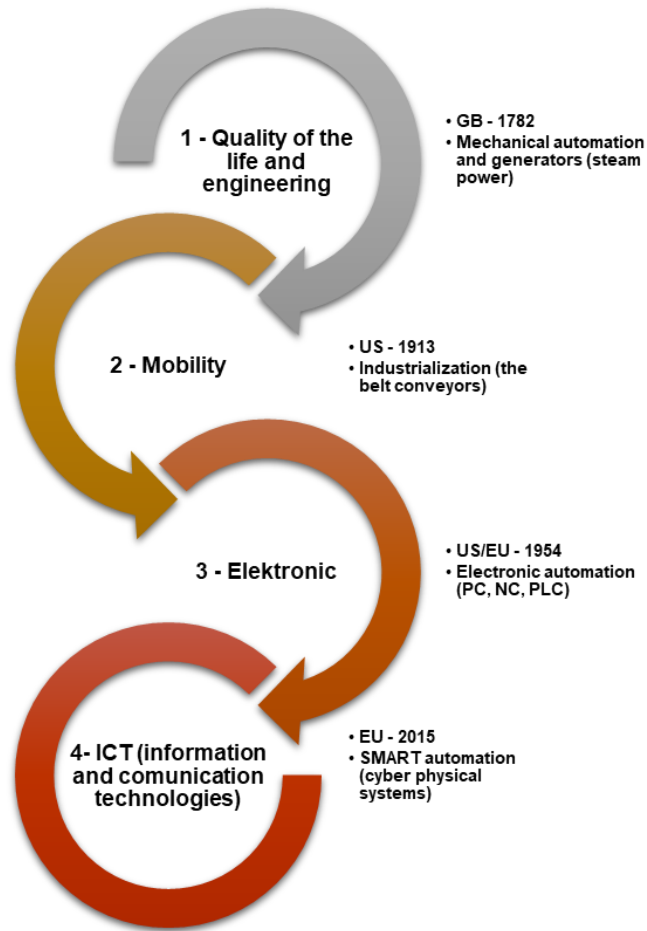 1 - Quality of the
life and
engineering
• GB - 1782
• Mechanical automation
and generators (steam
power)
2 - Mobility
• US - 1913
• Industrialization (the
belt conveyors)
3 - Elektronic
• US/EU - 1954
• Electronic automation
(PC, NC, PLC)
4- ICT (information
and comunication
technologies)
• EU - 2015
• SMART automation
(cyber physical
systems)